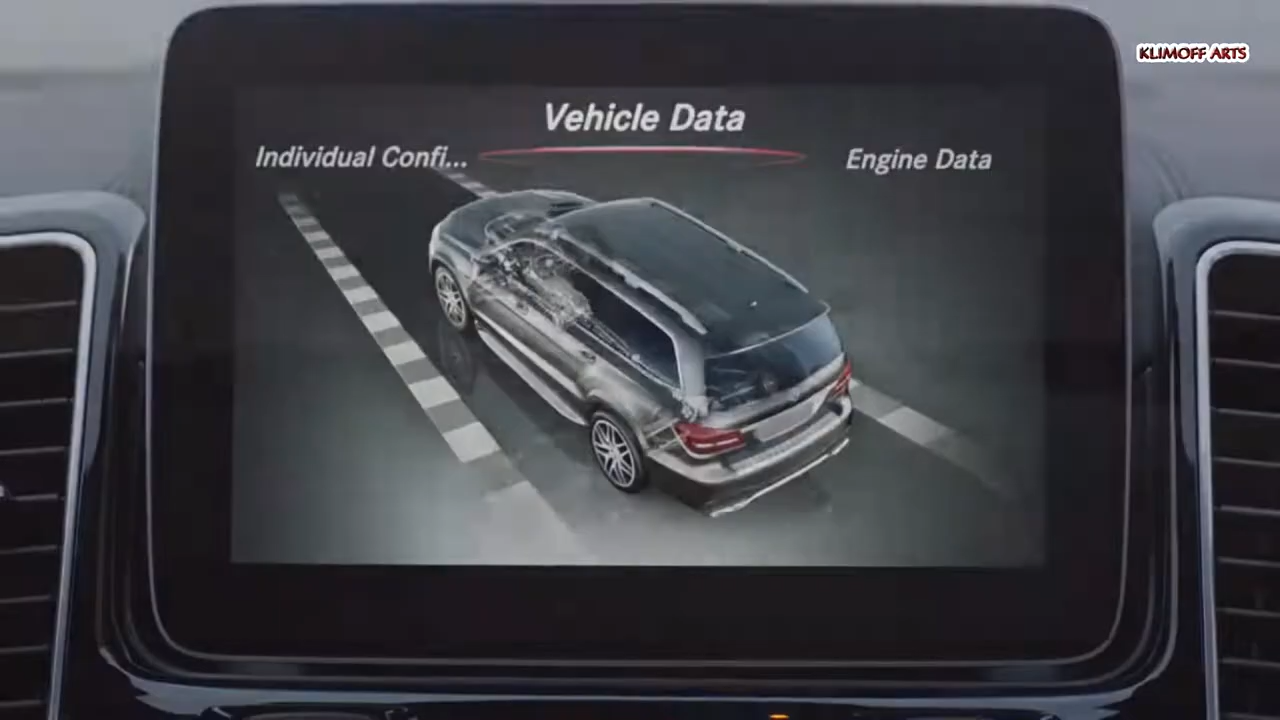 KLIMOFF ARTS
Vehicle Data
Individual Confi...
Engine Data